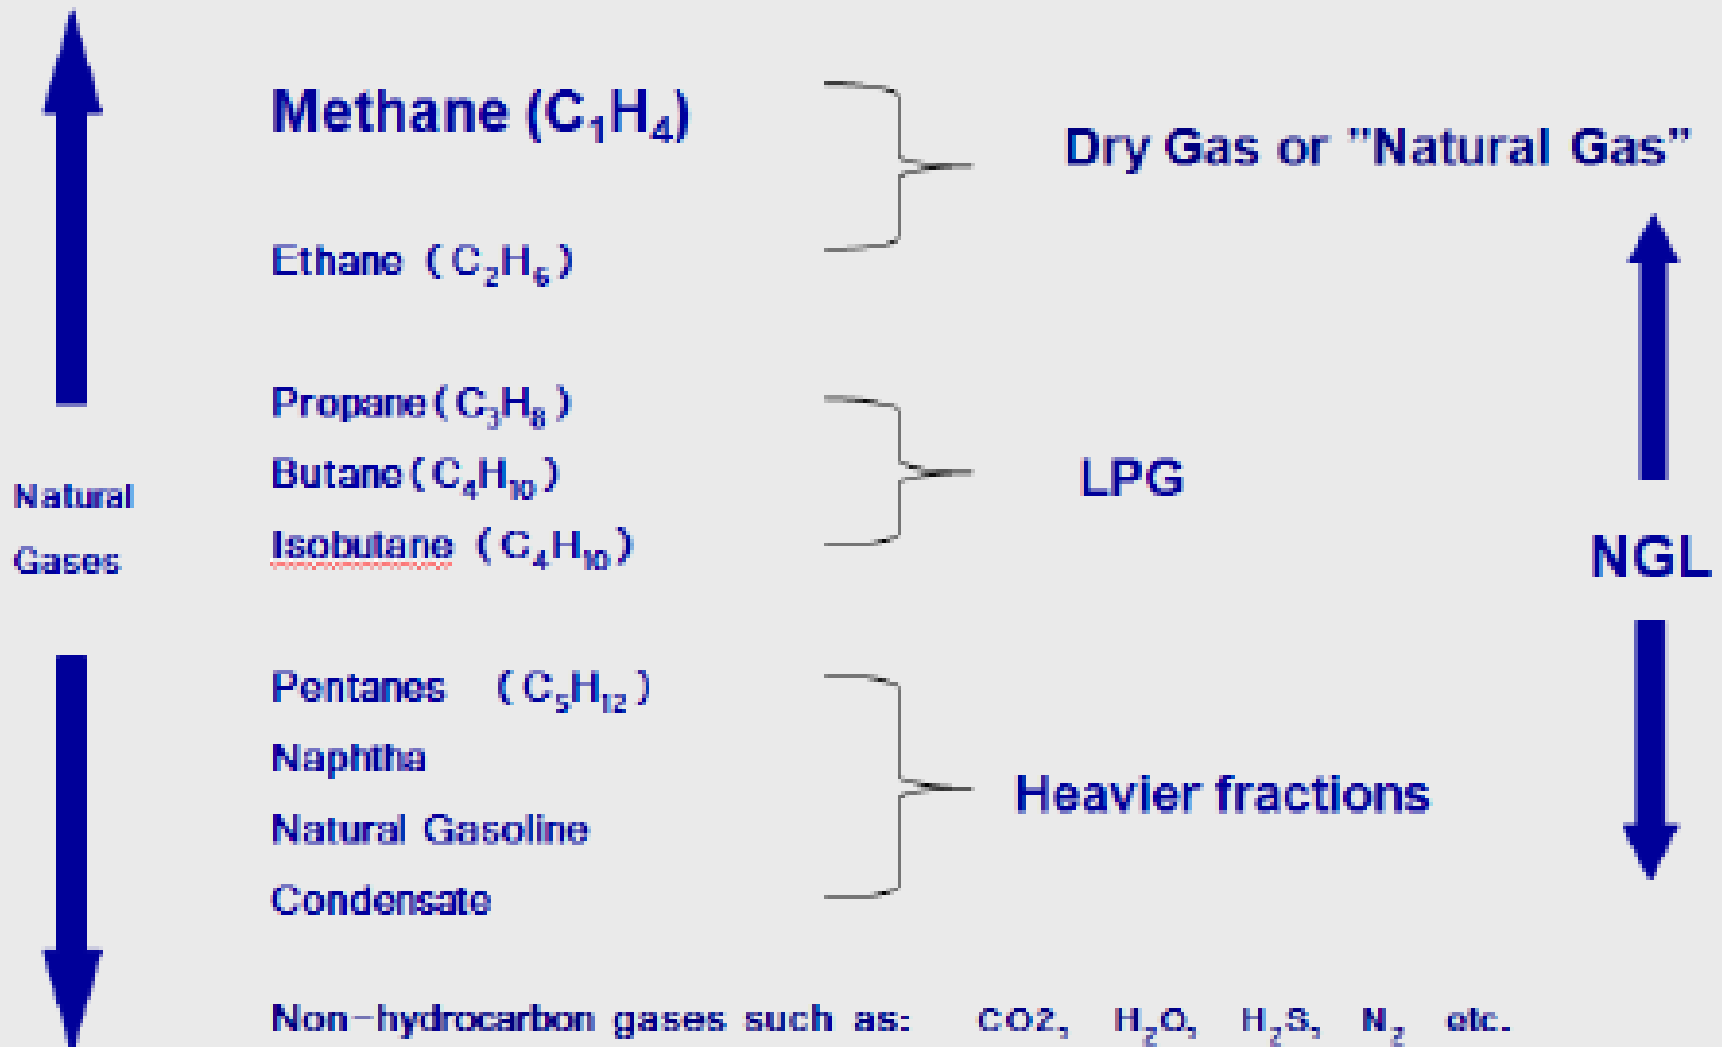 Methane (C₁H₄)
Dry Gas or ”Natural Gas”
Ethane (C₂H₆)
Propane (C₃H₈)
Butane (C₄H₁₀)
LPG
Natural
Gases
Isobutane (C₄H₁₀)
NGL
Pentanes (C₅H₁₂)
Naphtha
Heavier fractions
Natural Gasoline
Condensate
Non-hydrocarbon gases such as: CO2, H₂O, H₂S, N₂ etc.